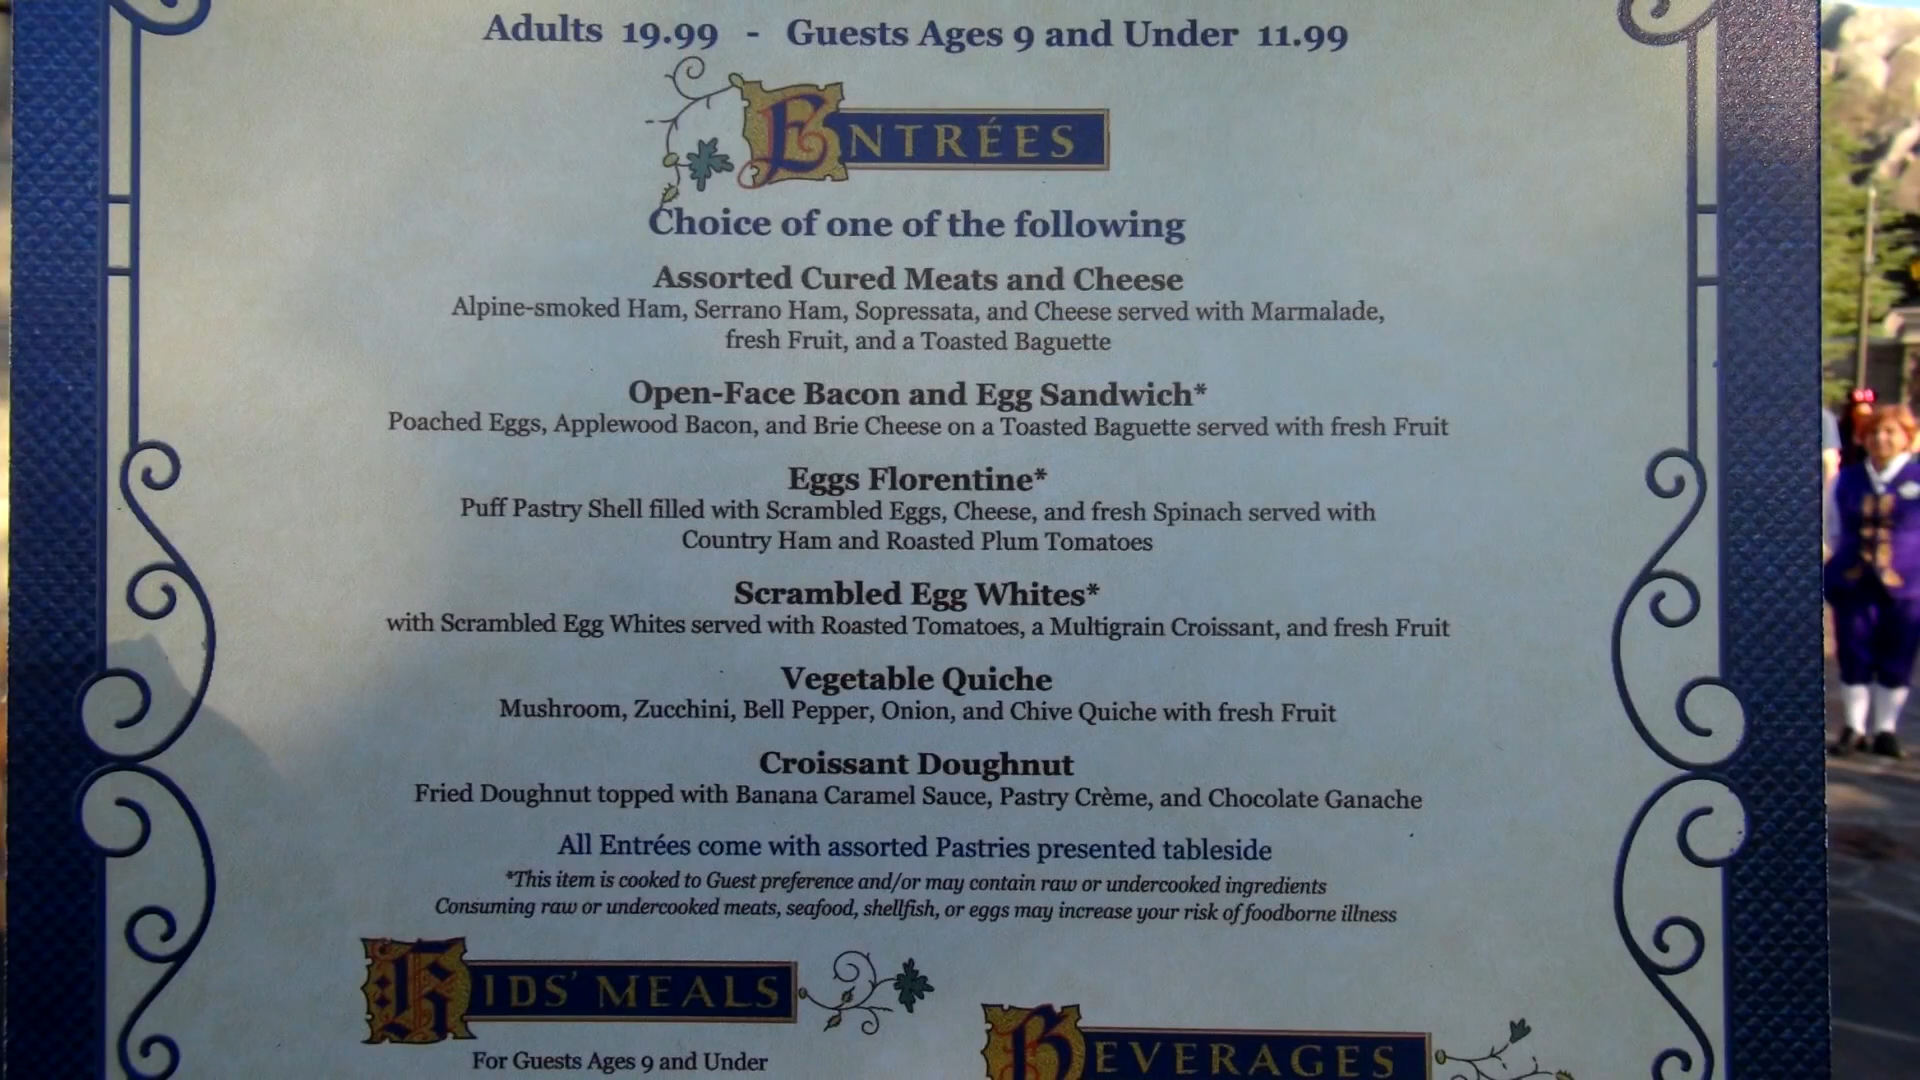 Adults 19.99 - Guests Ages 9 and Under 11.99
ENTRÉES
Choice of one of the following
Assorted Cured Meats and Cheese
Alpine-smoked Ham, Serrano Ham, Sopressata, and Cheese served with Marmalade,
fresh Fruit, and a Toasted Baguette
Open-Face Bacon and Egg Sandwich*
Poached Eggs, Applewood Bacon, and Brie Cheese on a Toasted Baguette served with fresh Fruit
Eggs Florentine*
Puff Pastry Shell filled with Scrambled Eggs, Cheese, and fresh Spinach served with
Country Ham and Roasted Plum Tomatoes
Scrambled Egg Whites*
with Scrambled Egg Whites served with Roasted Tomatoes, a Multigrain Croissant, and fresh Fruit
Vegetable Quiche
Mushroom, Zucchini, Bell Pepper, Onion, and Chive Quiche with fresh Fruit
Croissant Doughnut
Fried Doughnut topped with Banana Caramel Sauce, Pastry Crème, and Chocolate Ganache
All Entrées come with assorted Pastries presented tableside
*This item is cooked to Guest preference and/or may contain raw or undercooked ingredients
Consuming raw or undercooked meats, seafood, shellfish, or eggs may increase your risk of foodborne illness
KIDS' MEALS
For Guests Ages 9 and Under
BEVERAGES